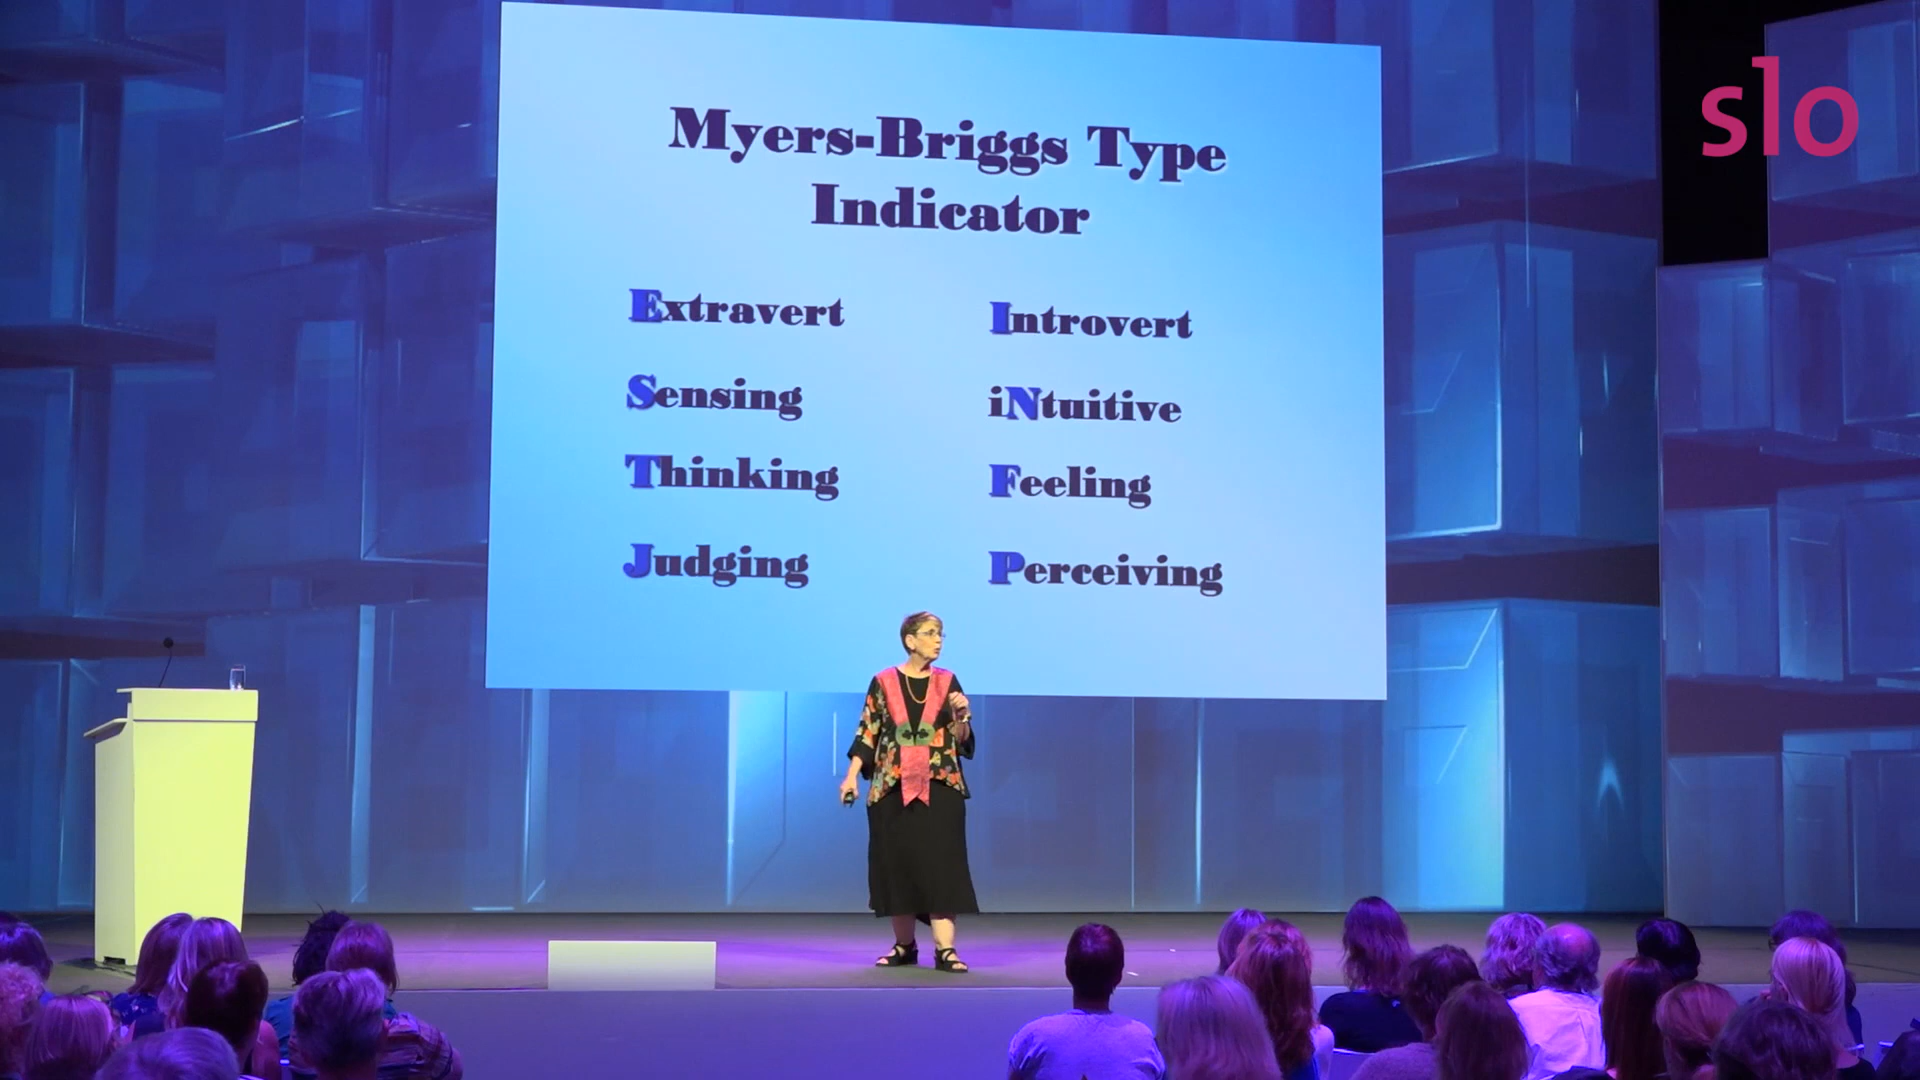 slo
Myers-Briggs Type
Indicator
Extravert Introvert
Sensing iNtuitive
Thinking Feeling
Judging Perceiving